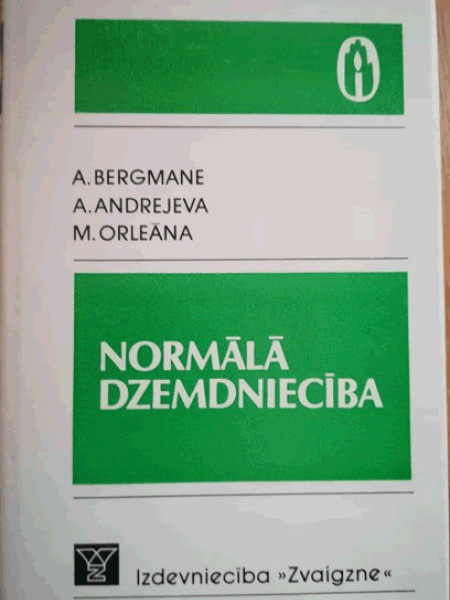 A. BERGMANE
A. ANDREJEVA
M. ORLEĀNA
NORMĀLĀ
DZEMDNIECĪBA
Izdevniecība »Zvaigzne«